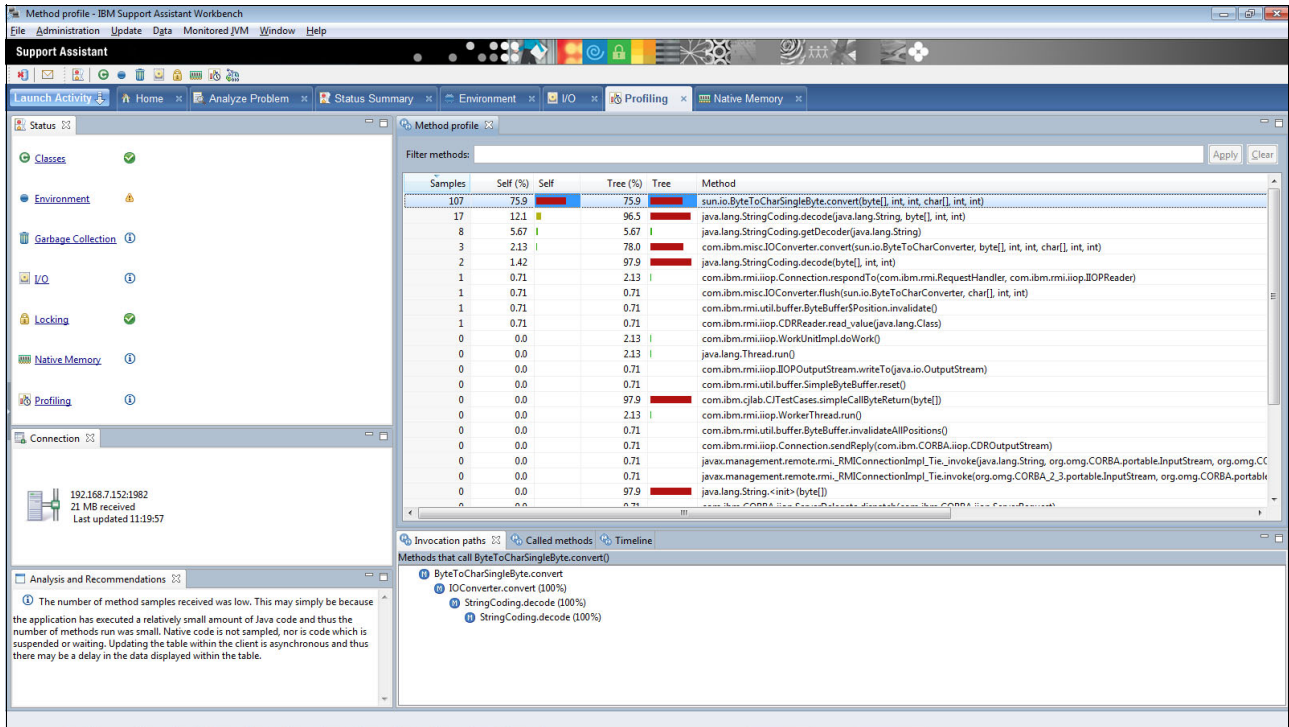 Method profile - IBM Support Assistant Workbench
File Administration Update Data Monitored JVM Window Help
Support Assistant
Launch Activity Home Analyze Problem Status Summary Environment I/O Profiling Native Memory
Status
Classes
Environment
Garbage Collection
I/O
Locking
Native Memory
Profiling
Connection
192.168.7.152:1982
21 MB received
Last updated 11:19:57
Analysis and Recommendations
The number of method samples received was low. This may simply be because
the application has executed a relatively small amount of Java code and thus the
number of methods run was small. Native code is not sampled, nor is code which is
suspended or waiting. Updating the table within the client is asynchronous and thus
there may be a delay in the data displayed within the table.
Method profile
Filter methods: Apply Clear
Samples Self (%) Self Tree (%) Tree Method
107 75.9 75.9 sun.io.ByteToCharSingleByte.convert(byte[], int, int, char[], int, int)
17 12.1 96.5 java.lang.StringCoding.decode(java.lang.String, byte[], int, int)
8 5.67 5.67 java.lang.StringCoding.getDecoder(java.lang.String)
3 2.13 78.0 com.ibm.misc.IOConverter.convert(sun.io.ByteToCharConverter, byte[], int, int, char[], int, int)
2 1.42 97.9 java.lang.StringCoding.decode(byte[], int, int)
1 0.71 2.13 com.ibm.rmi.iiop.Connection.respondTo(com.ibm.rmi.RequestHandler, com.ibm.rmi.iiop.IIOPReader)
1 0.71 0.71 com.ibm.misc.IOConverter.flush(sun.io.ByteToCharConverter, char[], int, int)
1 0.71 0.71 com.ibm.rmi.util.buffer.ByteBuffer$Position.invalidate()
1 0.71 0.71 com.ibm.rmi.iiop.CDRReader.read_value(java.lang.Class)
0 0.0 2.13 com.ibm.rmi.iiop.WorkUnitImpl.doWork()
0 0.0 2.13 java.lang.Thread.run()
0 0.0 0.71 com.ibm.rmi.iiop.IIOPOutputStream.writeTo(java.io.OutputStream)
0 0.0 0.71 com.ibm.rmi.util.buffer.SimpleByteBuffer.reset()
0 0.0 97.9 com.ibm.cjlab.CJTestCases.simpleCallByteReturn(byte[])
0 0.0 2.13 com.ibm.rmi.iiop.WorkerThread.run()
0 0.0 0.71 com.ibm.rmi.util.buffer.ByteBuffer.invalidateAllPositions()
0 0.0 0.71 com.ibm.rmi.iiop.Connection.sendReply(com.ibm.CORBA.iiop.CDROutputStream)
0 0.0 0.71 javax.management.remote.rmi._RMIConnectionImpl_Tie._invoke(java.lang.String, org.omg.CORBA.portable.InputStream, org.omg.CC
0 0.0 0.71 javax.management.remote.rmi._RMIConnectionImpl_Tie.invoke(org.omg.CORBA_2_3.portable.InputStream, org.omg.CORBA.portable
0 0.0 97.9 java.lang.String.<init>(byte[])
0 0.0 0.71 com.ibm.CORBA.iiop.ServerDelegate.dispatch(com.ibm.CORBA.iiop.ServerRequest)
Invocation paths Called methods Timeline
Methods that call ByteToCharSingleByte.convert()
ByteToCharSingleByte.convert
IOConverter.convert (100%)
StringCoding.decode (100%)
StringCoding.decode (100%)